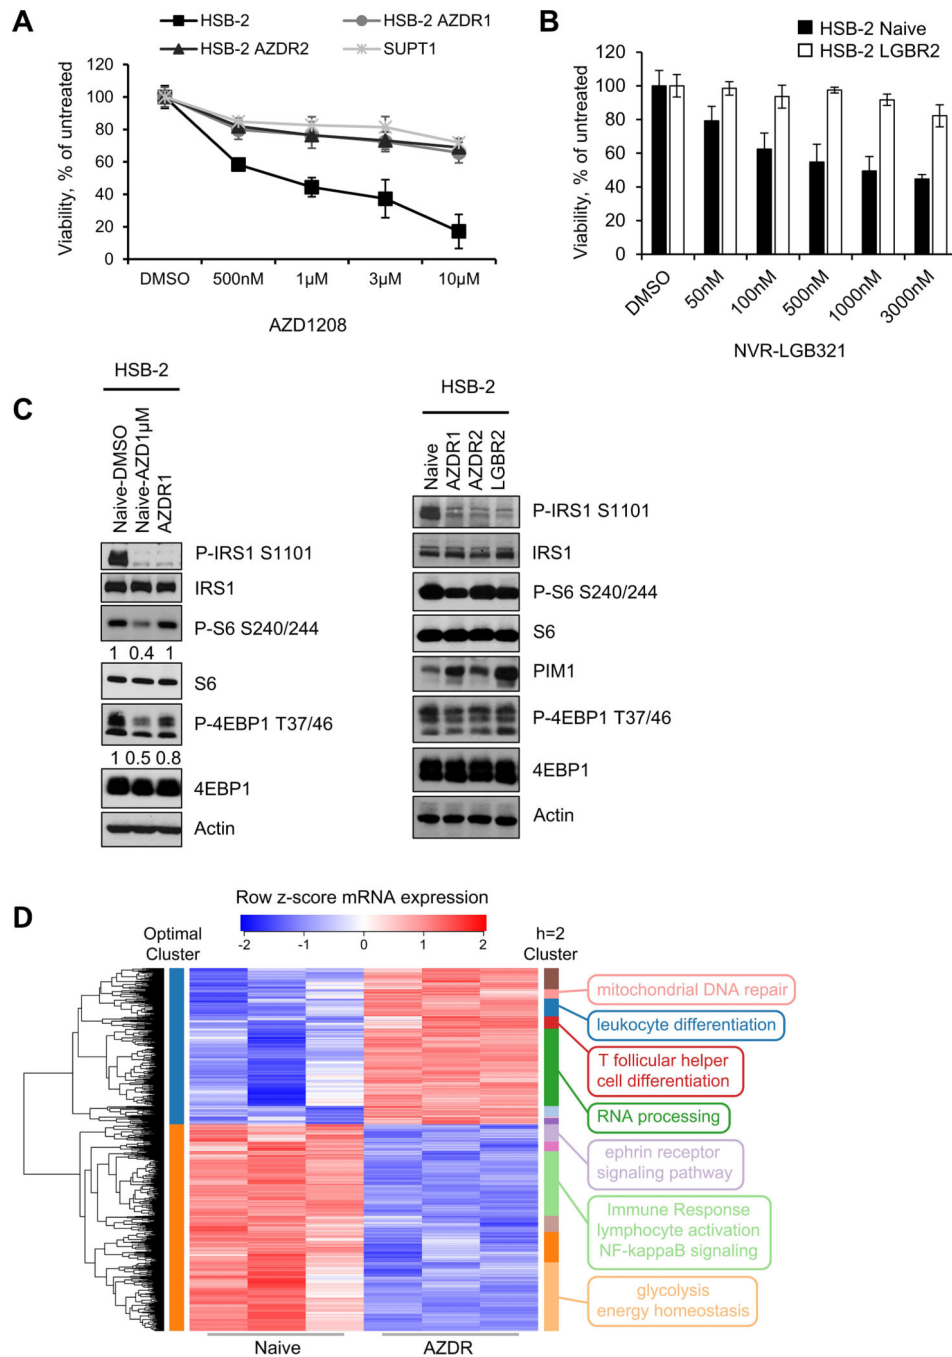 A
HSB-2
HSB-2 AZDR1
HSB-2 AZDR2
SUPT1
Viability, % of untreated
120
100
80
60
40
20
0
DMSO
500nM
1µM
3µM
10µM
AZD1208
B
HSB-2 Naive
HSB-2 LGBR2
Viability, % of untreated
120
100
80
60
40
20
0
DMSO
50nM
100nM
500nM
1000nM
3000nM
NVR-LGB321
C
HSB-2
Naive-DMSO
Naive-AZD1µM
AZDR1
P-IRS1 S1101
IRS1
P-S6 S240/244
1 0.4 1
S6
P-4EBP1 T37/46
1 0.5 0.8
4EBP1
Actin
HSB-2
Naive
AZDR1
AZDR2
LGBR2
P-IRS1 S1101
IRS1
P-S6 S240/244
S6
PIM1
P-4EBP1 T37/46
4EBP1
Actin
D
Row z-score mRNA expression
-2 -1 0 1 2
Optimal
Cluster
h=2
Cluster
mitochondrial DNA repair
leukocyte differentiation
T follicular helper
cell differentiation
RNA processing
ephrin receptor
signaling pathway
Immune Response
lymphocyte activation
NF-kappaB signaling
glycolysis
energy homeostasis
Naive
AZDR